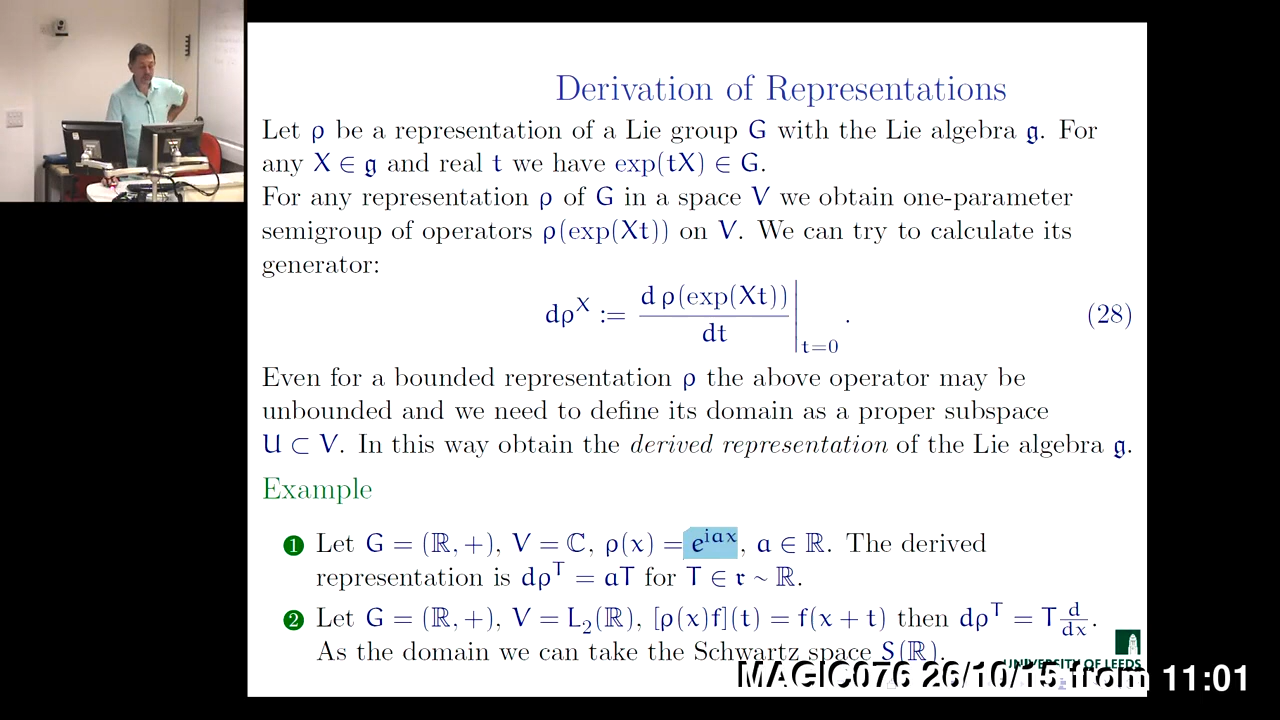 Derivation of Representations
Let ρ be a representation of a Lie group G with the Lie algebra 𝔤. For
any X ∈ 𝔤 and real t we have exp(tX) ∈ G.
For any representation ρ of G in a space V we obtain one-parameter
semigroup of operators ρ(exp(Xt)) on V. We can try to calculate its
generator:
dρ^X := d ρ(exp(Xt))/dt |_{t=0} . (28)
Even for a bounded representation ρ the above operator may be
unbounded and we need to define its domain as a proper subspace
U ⊂ V. In this way obtain the derived representation of the Lie algebra 𝔤.
Example
1 Let G = (ℝ, +), V = ℂ, ρ(x) = e^{iax}, a ∈ ℝ. The derived
representation is dρ^T = aT for T ∈ 𝔯 ~ ℝ.
2 Let G = (ℝ, +), V = L_2(ℝ), [ρ(x)f](t) = f(x + t) then dρ^T = T d/dx.
As the domain we can take the Schwartz space S(ℝ).
UNIVERSITY OF LEEDS
MAGIC076 26/10/15 from 11:01